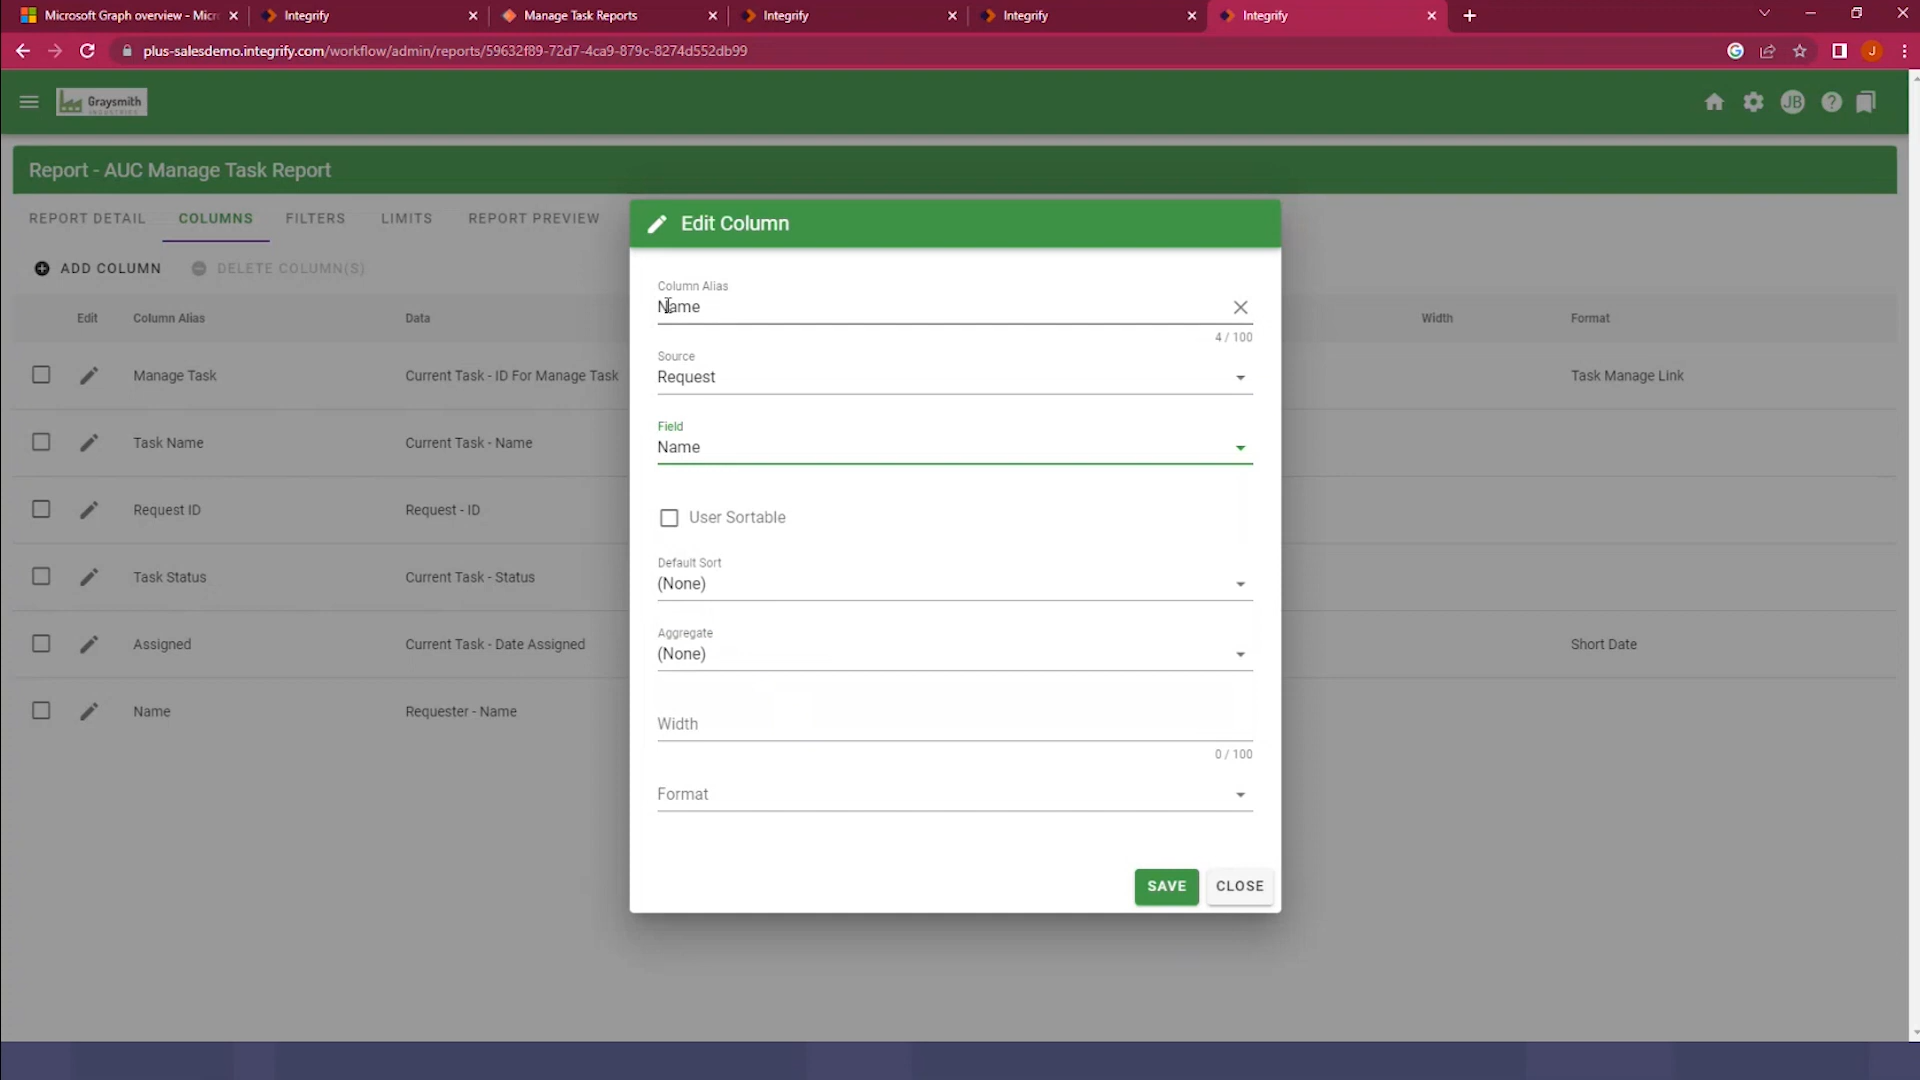 Microsoft Graph overview - Micr
Integrify
Manage Task Reports
Integrify
Integrify
Integrify
plus-salesdemo.integrify.com/workflow/admin/reports/59632f89-72d7-4ca9-879c-8274d552db99
J
Graysmith
INDUSTRIES
JB
Report - AUC Manage Task Report
REPORT DETAIL COLUMNS FILTERS LIMITS REPORT PREVIEW
ADD COLUMN DELETE COLUMN(S)
Edit Column Alias Data Width Format
Manage Task Current Task - ID For Manage Task Task Manage Link
Task Name Current Task - Name
Request ID Request - ID
Task Status Current Task - Status
Assigned Current Task - Date Assigned Short Date
Name Requester - Name
Edit Column
Column Alias
Name
4 / 100
Source
Request
Field
Name
User Sortable
Default Sort
(None)
Aggregate
(None)
Width
0 / 100
Format
SAVE CLOSE